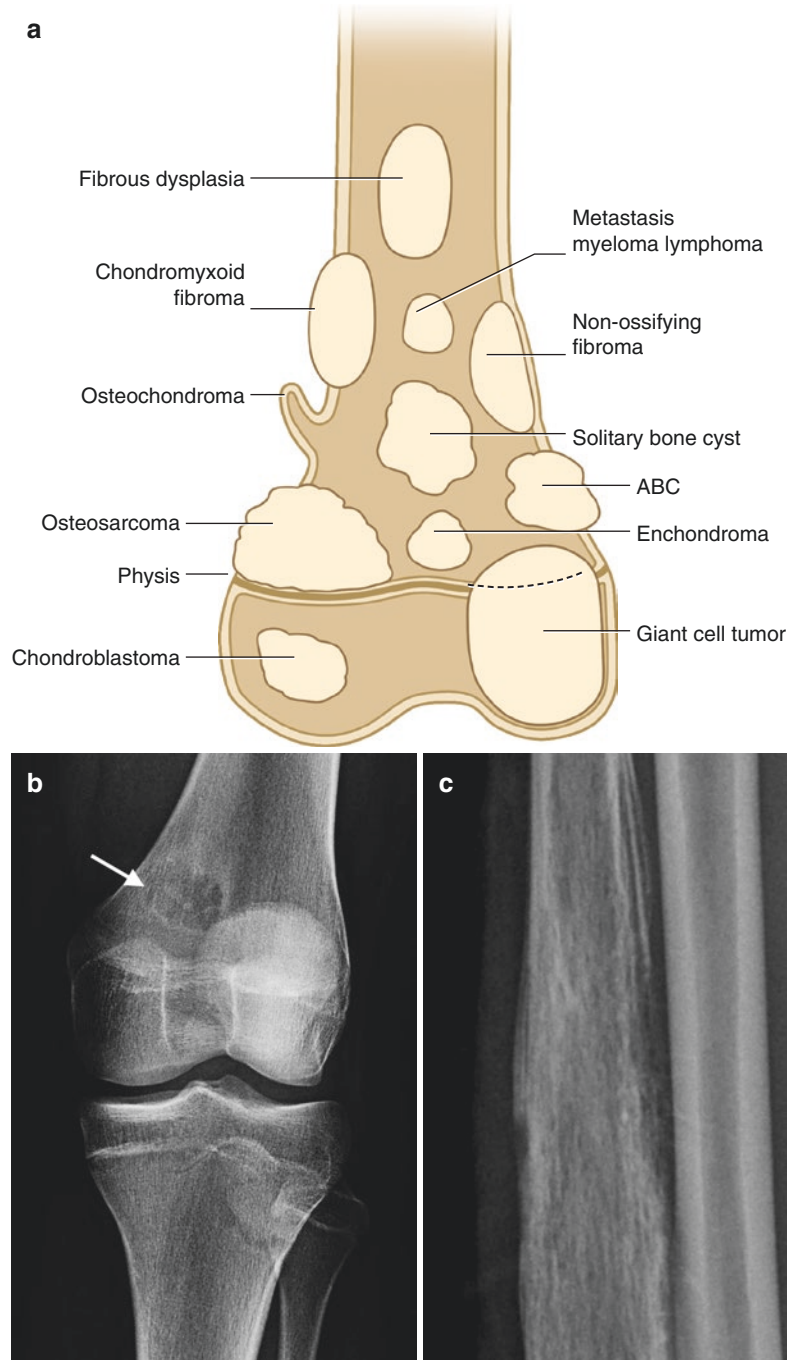 a
Fibrous dysplasia
Metastasis
myeloma lymphoma
Chondromyxoid
fibroma
Non-ossifying
fibroma
Osteochondroma
Solitary bone cyst
ABC
Osteosarcoma
Enchondroma
Physis
Giant cell tumor
Chondroblastoma
b
c